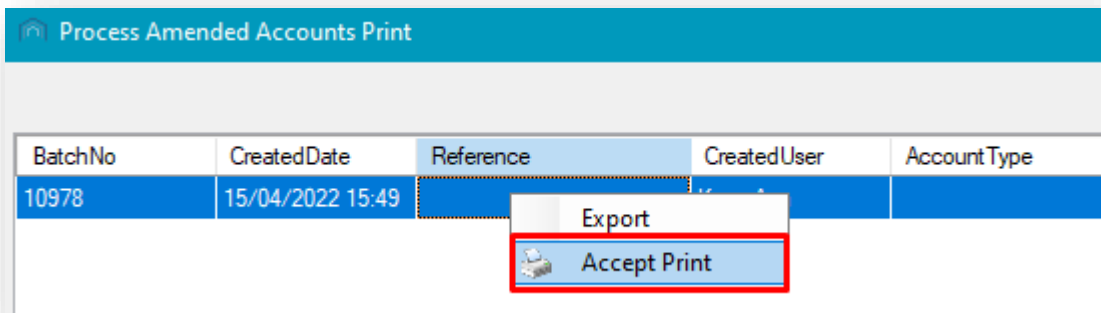 Process Amended Accounts Print
BatchNo CreatedDate Reference CreatedUser AccountType
10978 15/04/2022 15:49
Export
Accept Print